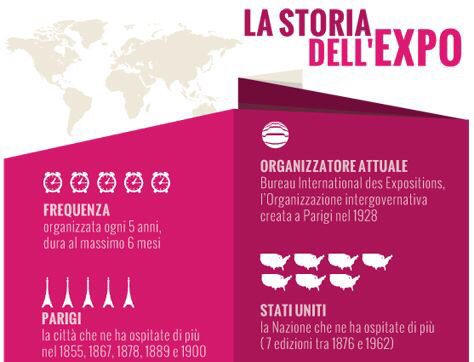 LA STORIA
DELL'EXPO
FREQUENZA
organizzata ogni 5 anni,
dura al massimo 6 mesi
PARIGI
la città che ne ha ospitate di più
nel 1855, 1867, 1878, 1889 e 1900
ORGANIZZATORE ATTUALE
Bureau International des Expositions,
l'Organizzazione intergovernativa
creata a Parigi nel 1928
STATI UNITI
la Nazione che ne ha ospitate di più
(7 edizioni tra 1876 e 1962)